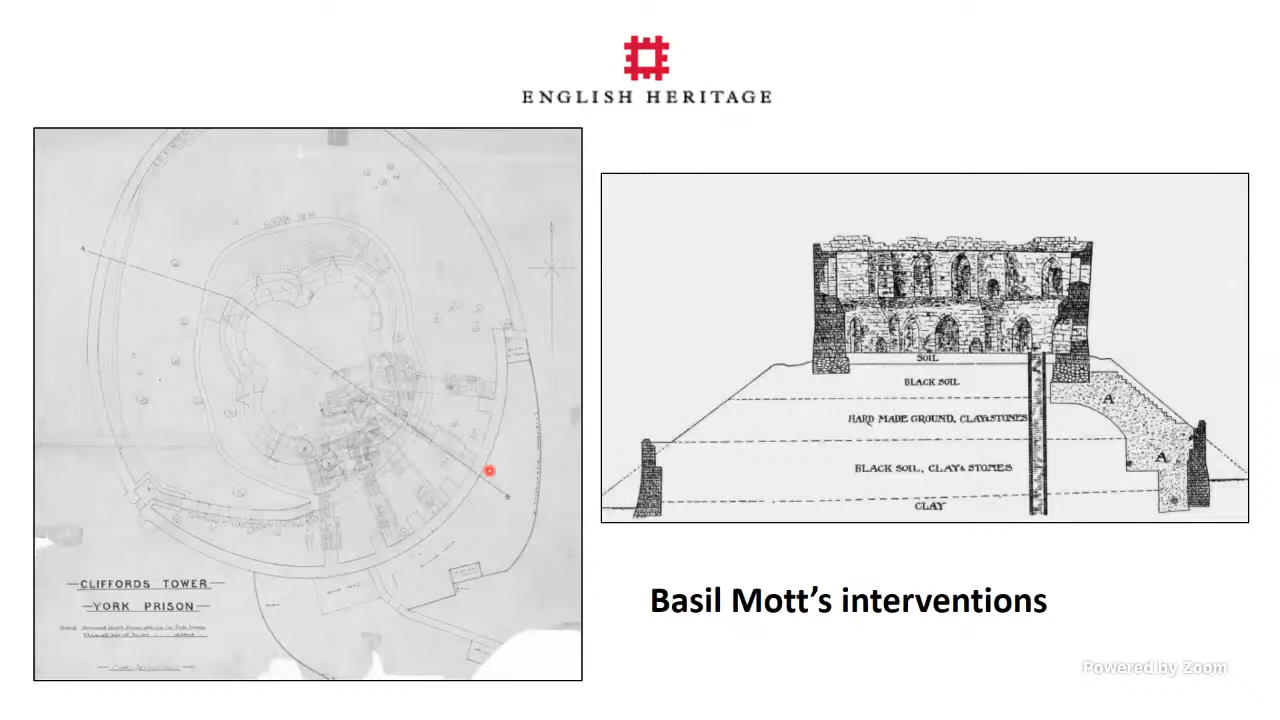 ENGLISH HERITAGE
A
B
CLIFFORDS TOWER
YORK PRISON
SOIL
BLACK SOIL
HARD MADE GROUND, CLAY & STONES
BLACK SOIL, CLAY & STONES
CLAY
A
A
Basil Mott's interventions
Powered by Zoom